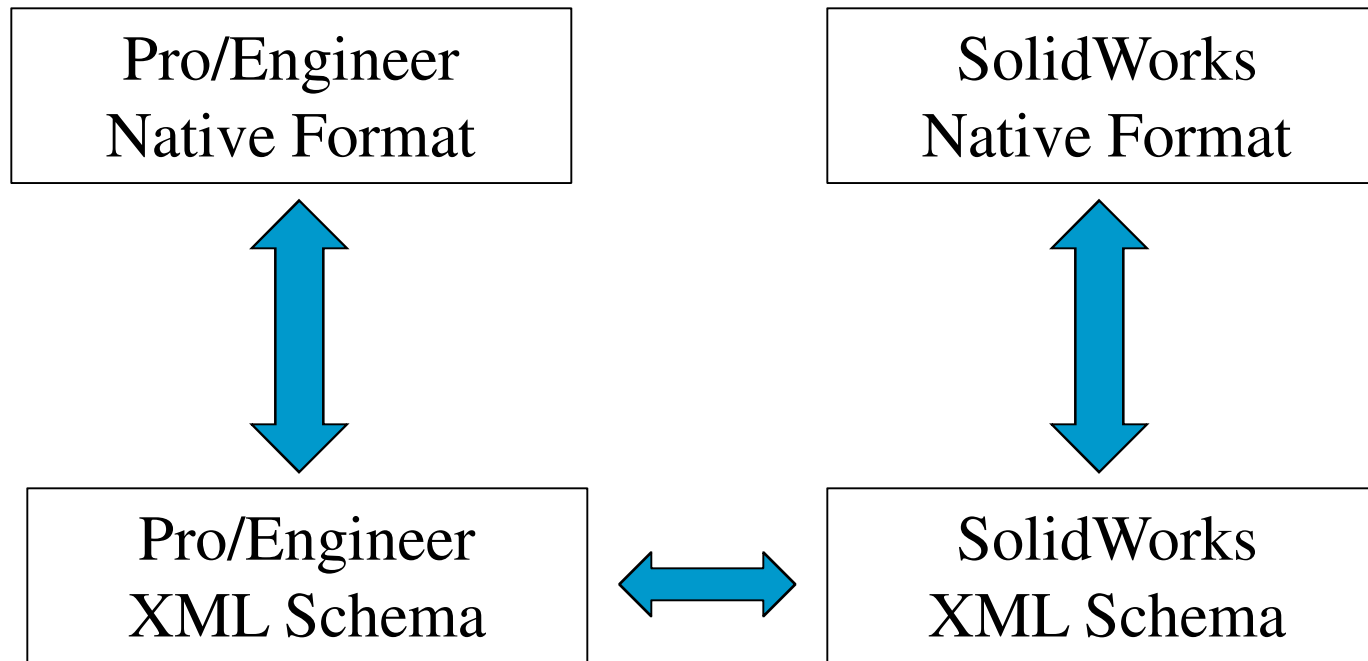 Pro/Engineer
Native Format
SolidWorks
Native Format
Pro/Engineer
XML Schema
SolidWorks
XML Schema